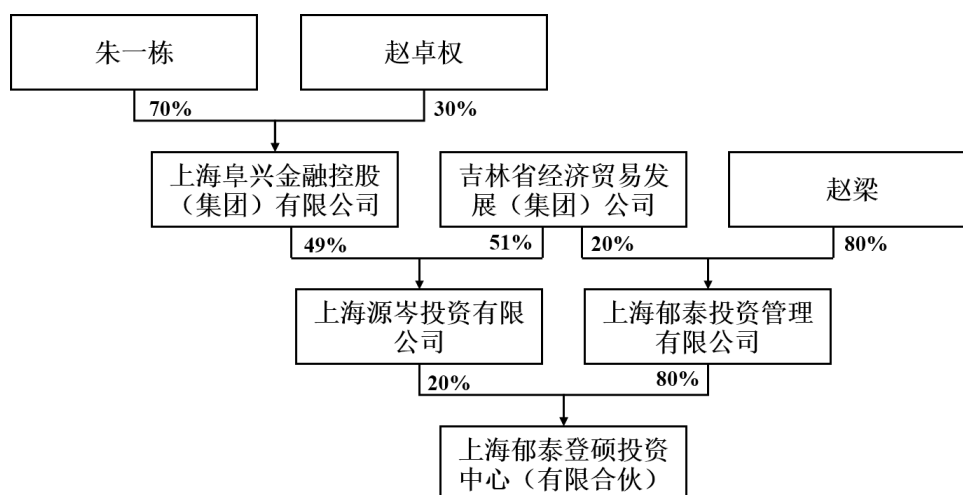 朱一栋
赵卓权
70%
30%
上海阜兴金融控股
（集团）有限公司
吉林省经济贸易发
展（集团）公司
赵梁
49%
51%
20%
80%
上海源岑投资有限
公司
上海郁泰投资管理
有限公司
20%
80%
上海郁泰登硕投资
中心（有限合伙）